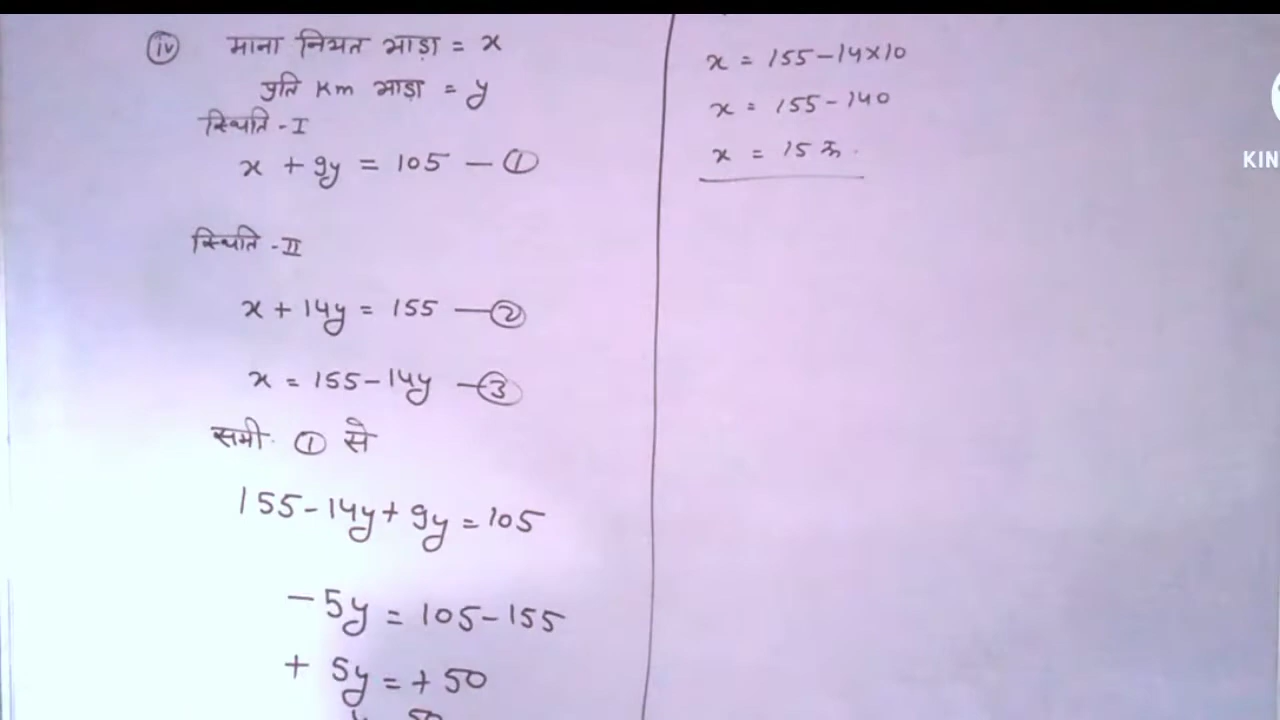 (iv) माना नियत भाड़ा = x
प्रति Km भाड़ा = y
स्थिति - I
x + 9y = 105 — ①
स्थिति - II
x + 14y = 155 — ②
x = 155 - 14y — ③
समी. ① से
155 - 14y + 9y = 105
- 5y = 105 - 155
+ 5y = + 50
x = 155 - 14 × 10
x = 155 - 140
x = 15 रू.
KIN